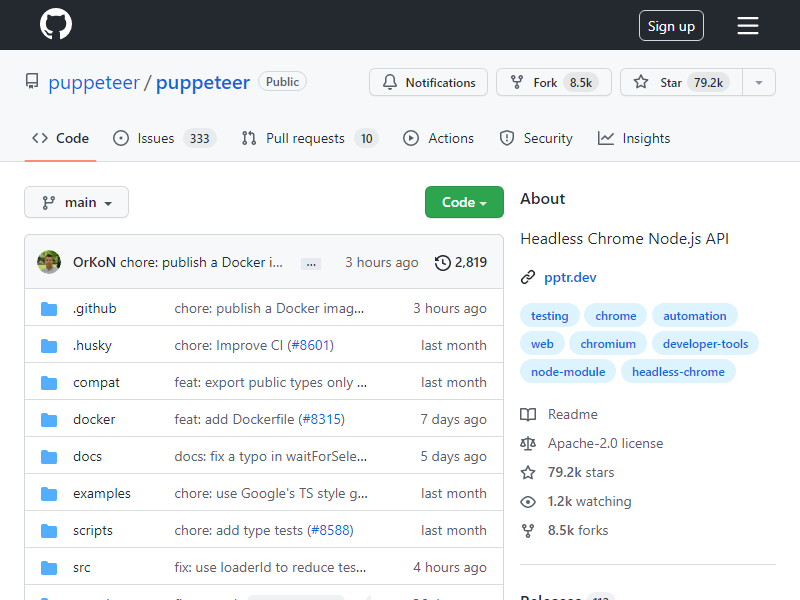 Sign up
puppeteer / puppeteer Public
Notifications Fork 8.5k Star 79.2k
Code Issues 333 Pull requests 10 Actions Security Insights
main Code
About
Headless Chrome Node.js API
pptr.dev
testing chrome automation
web chromium developer-tools
node-module headless-chrome
Readme
Apache-2.0 license
79.2k stars
1.2k watching
8.5k forks
Releases 113
OrKoN chore: publish a Docker i... ... 3 hours ago 2,819
.github chore: publish a Docker imag... 3 hours ago
.husky chore: Improve CI (#8601) last month
compat feat: export public types only ... last month
docker feat: add Dockerfile (#8315) 7 days ago
docs docs: fix a typo in waitForSele... 5 days ago
examples chore: use Google's TS style g... last month
scripts chore: add type tests (#8588) last month
src fix: use loaderId to reduce tes... 4 hours ago